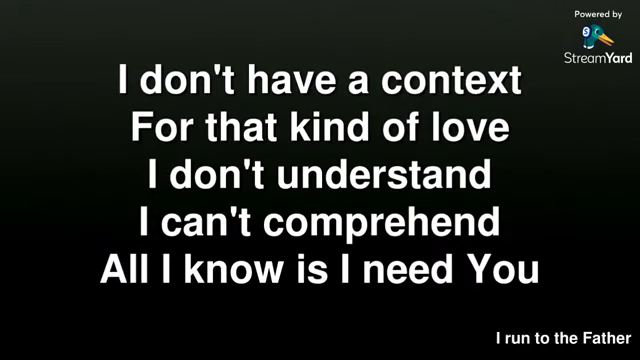 Powered by
StreamYard
I don't have a context
For that kind of love
I don't understand
I can't comprehend
All I know is I need You
I run to the Father